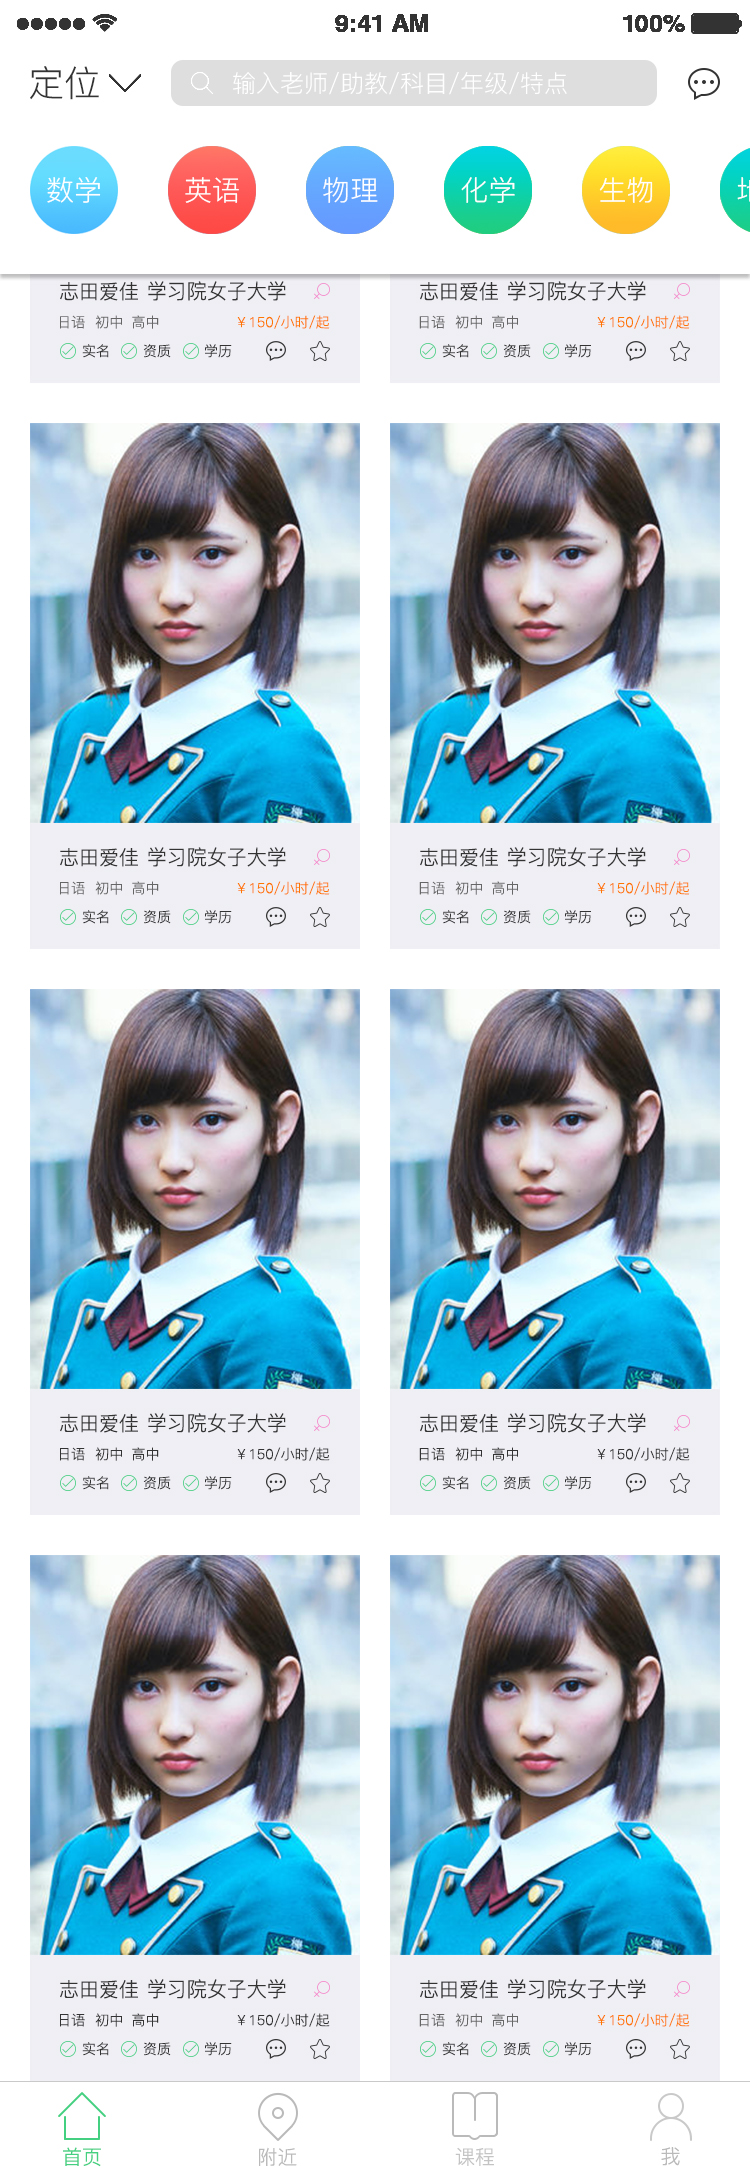 9:41 AM 100%
定位 输入老师/助教/科目/年级/特点
数学 英语 物理 化学 生物
志田爱佳 学习院女子大学 志田爱佳 学习院女子大学
日语 初中 高中 ¥150/小时/起 日语 初中 高中 ¥150/小时/起
实名 资质 学历 实名 资质 学历
志田爱佳 学习院女子大学 志田爱佳 学习院女子大学
日语 初中 高中 ¥150/小时/起 日语 初中 高中 ¥150/小时/起
实名 资质 学历 实名 资质 学历
志田爱佳 学习院女子大学 志田爱佳 学习院女子大学
日语 初中 高中 ¥150/小时/起 日语 初中 高中 ¥150/小时/起
实名 资质 学历 实名 资质 学历
志田爱佳 学习院女子大学 志田爱佳 学习院女子大学
日语 初中 高中 ¥150/小时/起 日语 初中 高中 ¥150/小时/起
实名 资质 学历 实名 资质 学历
首页 附近 课程 我